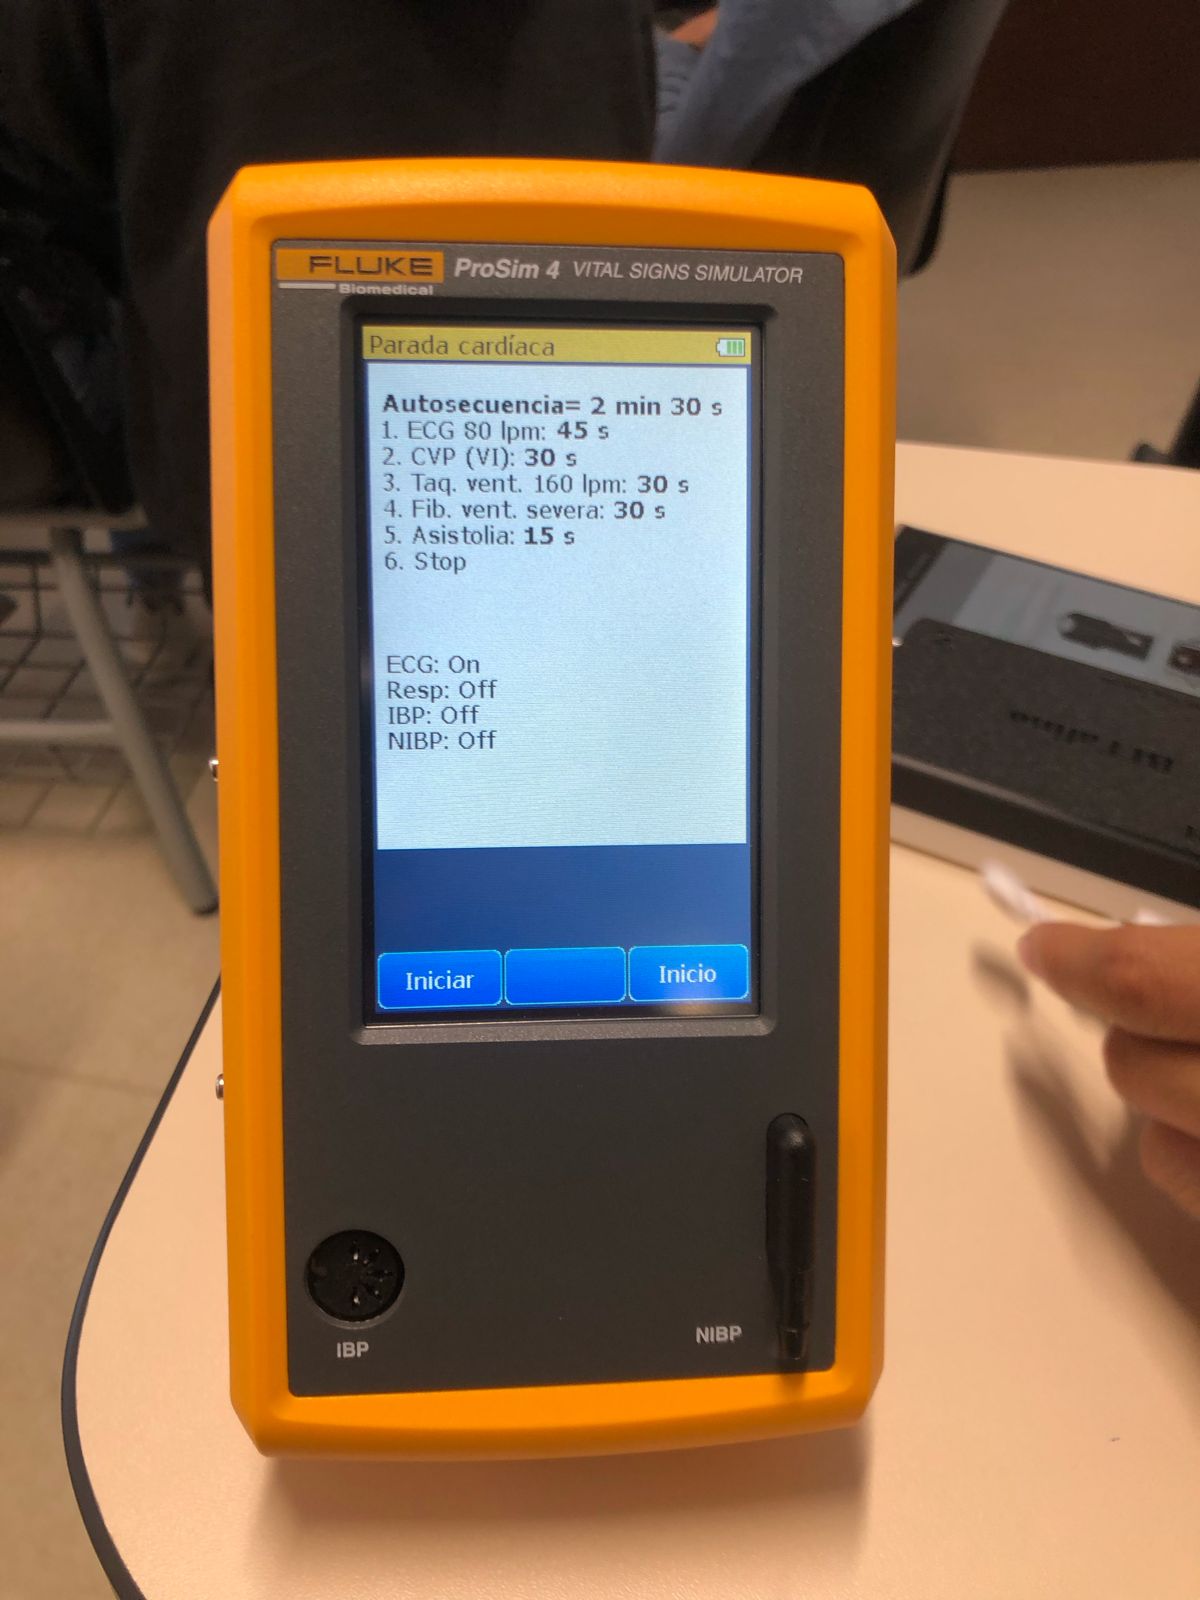 FLUKE ProSim 4 VITAL SIGNS SIMULATOR
Biomedical
Parada cardíaca
Autosecuencia= 2 min 30 s
1. ECG 80 lpm: 45 s
2. CVP (VI): 30 s
3. Taq. vent. 160 lpm: 30 s
4. Fib. vent. severa: 30 s
5. Asistolia: 15 s
6. Stop
ECG: On
Resp: Off
IBP: Off
NIBP: Off
Iniciar
Inicio
IBP
NIBP
BITalino